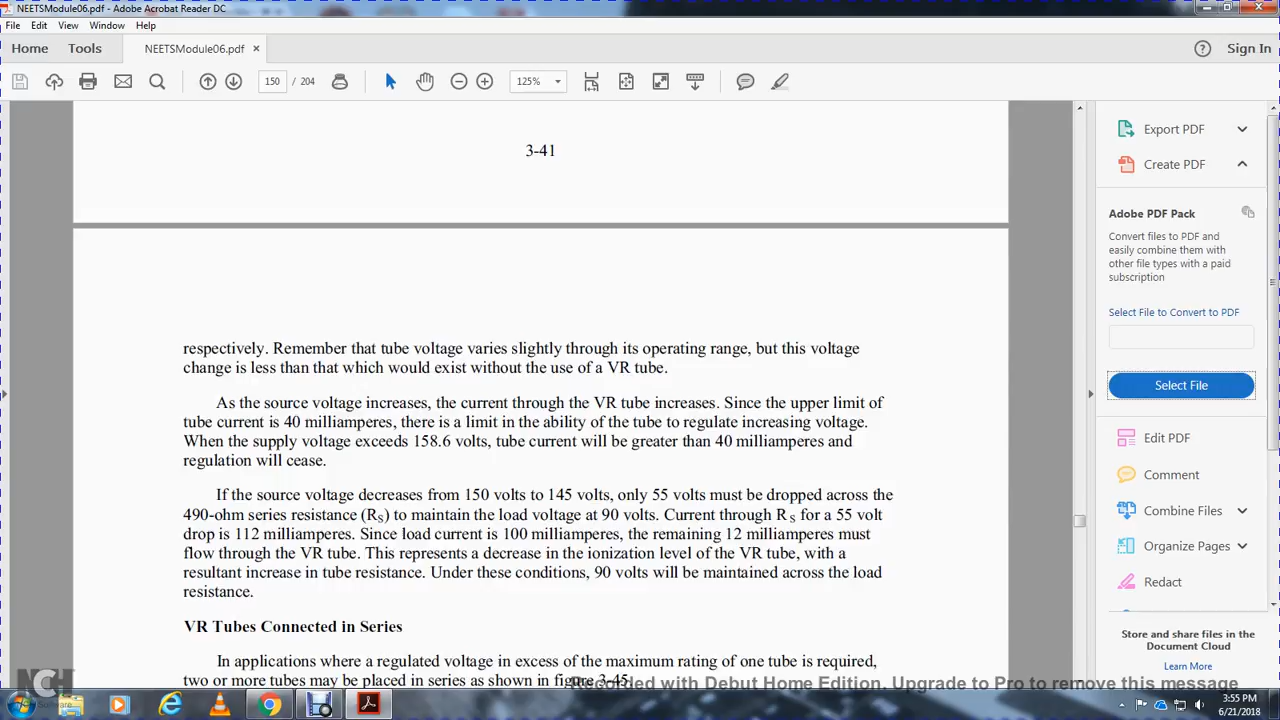 NEETSModule06.pdf - Adobe Acrobat Reader DC
File Edit View Window Help
Home Tools NEETSModule06.pdf × Sign In
150 / 204 125%
3-41
respectively. Remember that tube voltage varies slightly through its operating range, but this voltage
change is less than that which would exist without the use of a VR tube.
As the source voltage increases, the current through the VR tube increases. Since the upper limit of
tube current is 40 milliamperes, there is a limit in the ability of the tube to regulate increasing voltage.
When the supply voltage exceeds 158.6 volts, tube current will be greater than 40 milliamperes and
regulation will cease.
If the source voltage decreases from 150 volts to 145 volts, only 55 volts must be dropped across the
490-ohm series resistance (RS) to maintain the load voltage at 90 volts. Current through R S for a 55 volt
drop is 112 milliamperes. Since load current is 100 milliamperes, the remaining 12 milliamperes must
flow through the VR tube. This represents a decrease in the ionization level of the VR tube, with a
resultant increase in tube resistance. Under these conditions, 90 volts will be maintained across the load
resistance.
VR Tubes Connected in Series
In applications where a regulated voltage in excess of the maximum rating of one tube is required,
two or more tubes may be placed in series as shown in figure 3-45.
Export PDF
Create PDF
Adobe PDF Pack
Convert files to PDF and
easily combine them with
other file types with a paid
subscription
Select File to Convert to PDF
Select File
Edit PDF
Comment
Combine Files
Organize Pages
Redact
Store and share files in the
Document Cloud
Learn More
NCH Software
Recorded with Debut Home Edition. Upgrade to Pro to remove this message
3:55 PM
6/21/2018